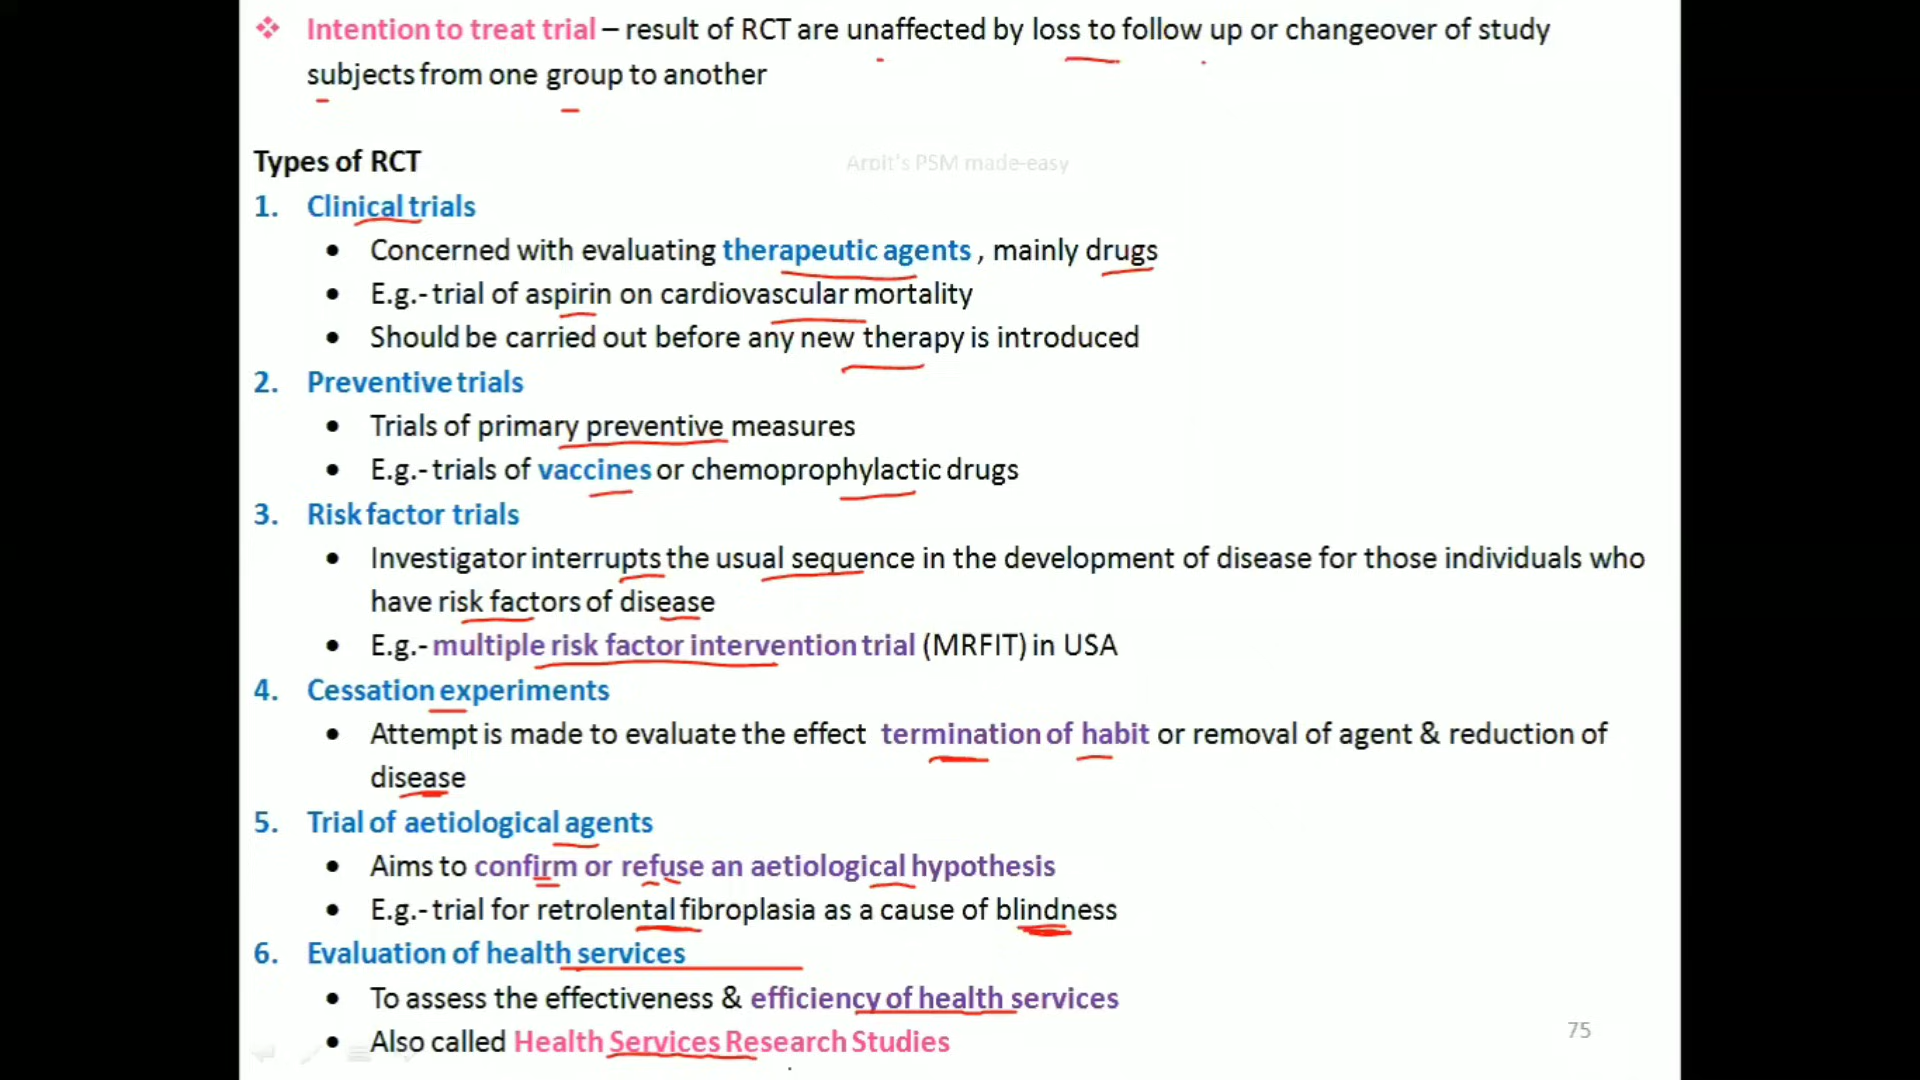 ❖ Intention to treat trial – result of RCT are unaffected by loss to follow up or changeover of study
subjects from one group to another
Types of RCT
Arpit's PSM made-easy
1. Clinical trials
• Concerned with evaluating therapeutic agents , mainly drugs
• E.g.- trial of aspirin on cardiovascular mortality
• Should be carried out before any new therapy is introduced
2. Preventive trials
• Trials of primary preventive measures
• E.g.- trials of vaccines or chemoprophylactic drugs
3. Risk factor trials
• Investigator interrupts the usual sequence in the development of disease for those individuals who
have risk factors of disease
• E.g.- multiple risk factor intervention trial (MRFIT) in USA
4. Cessation experiments
• Attempt is made to evaluate the effect termination of habit or removal of agent & reduction of
disease
5. Trial of aetiological agents
• Aims to confirm or refuse an aetiological hypothesis
• E.g.- trial for retrolental fibroplasia as a cause of blindness
6. Evaluation of health services
• To assess the effectiveness & efficiency of health services
• Also called Health Services Research Studies
75